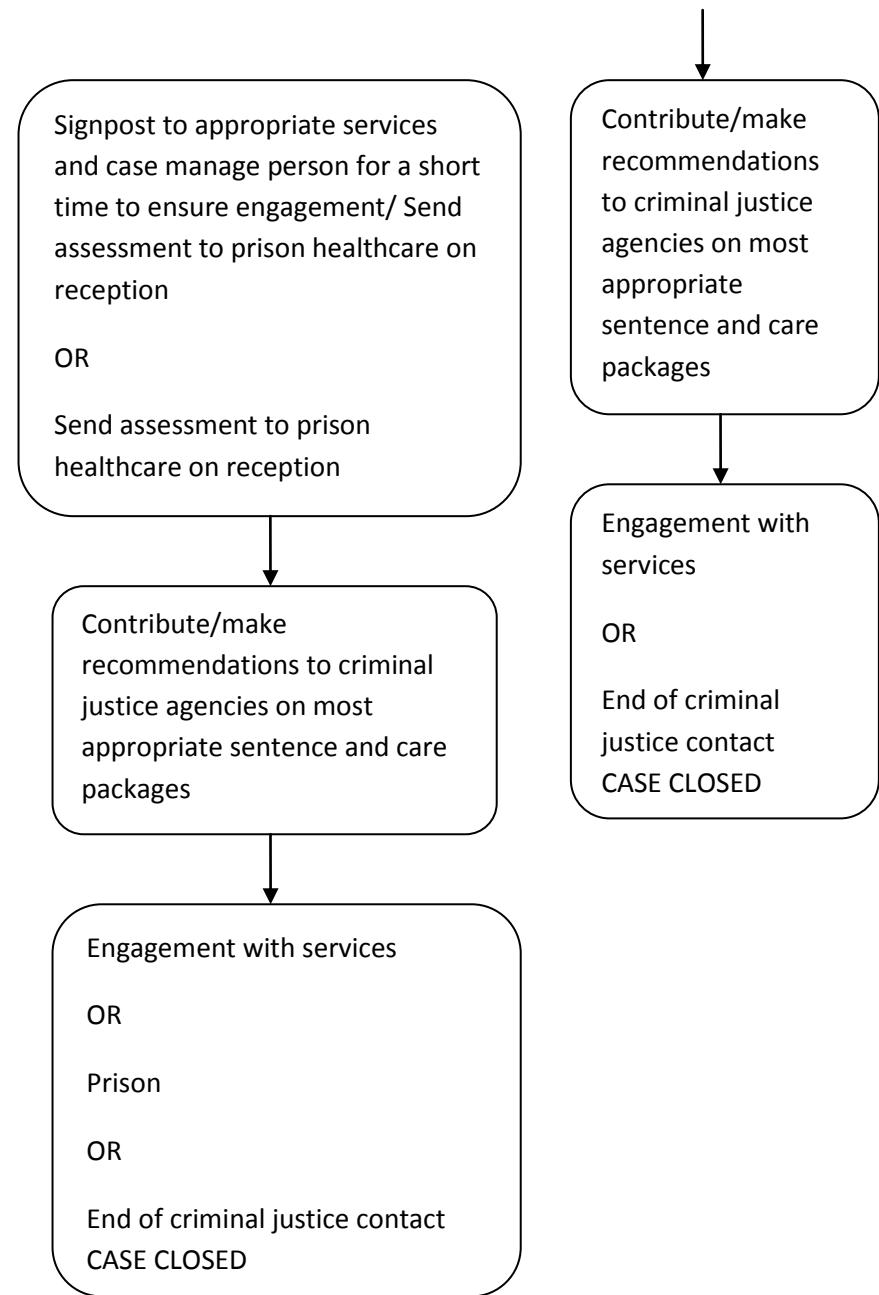 Signpost to appropriate services
and case manage person for a short
time to ensure engagement/ Send
assessment to prison healthcare on
reception
OR
Send assessment to prison
healthcare on reception
Contribute/make
recommendations to criminal
justice agencies on most
appropriate sentence and care
packages
Engagement with services
OR
Prison
OR
End of criminal justice contact
CASE CLOSED
Contribute/make
recommendations
to criminal justice
agencies on most
appropriate
sentence and care
packages
Engagement with
services
OR
End of criminal
justice contact
CASE CLOSED